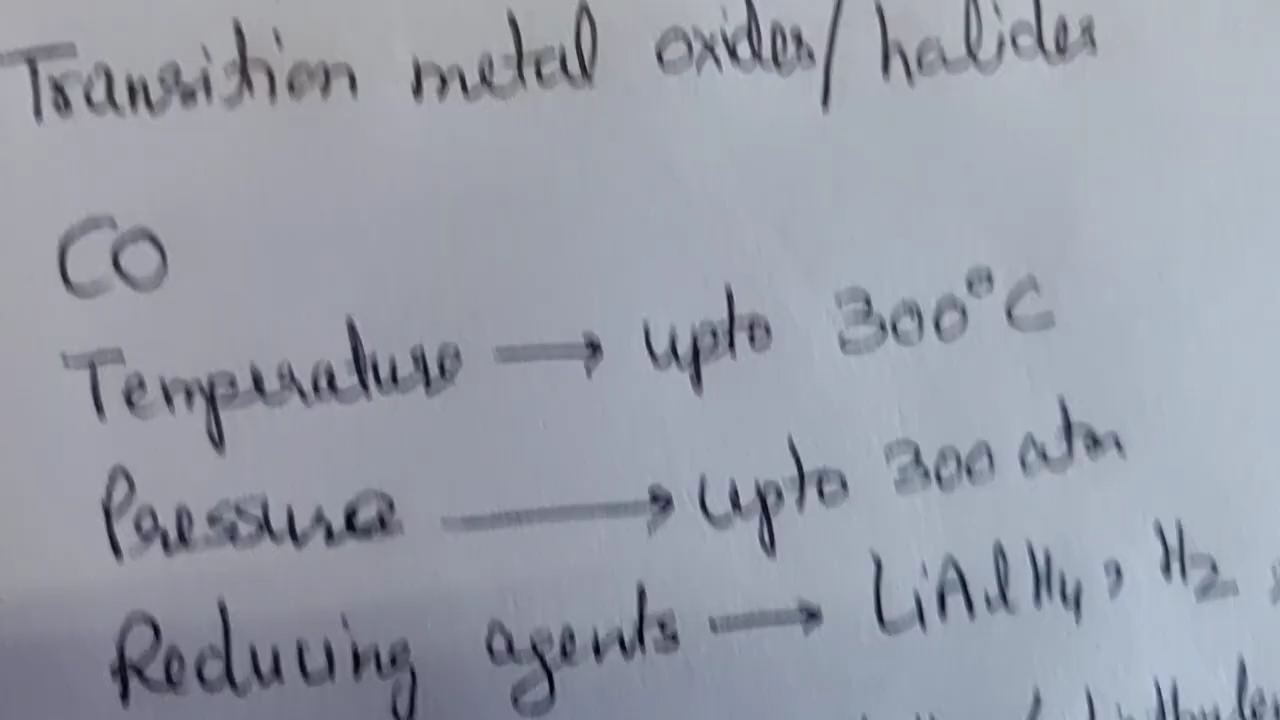 Transition metal oxides/halides
CO
Temperature → upto 300°C
Pressure → upto 300 atm
Reducing agents → LiAlH4, H2,